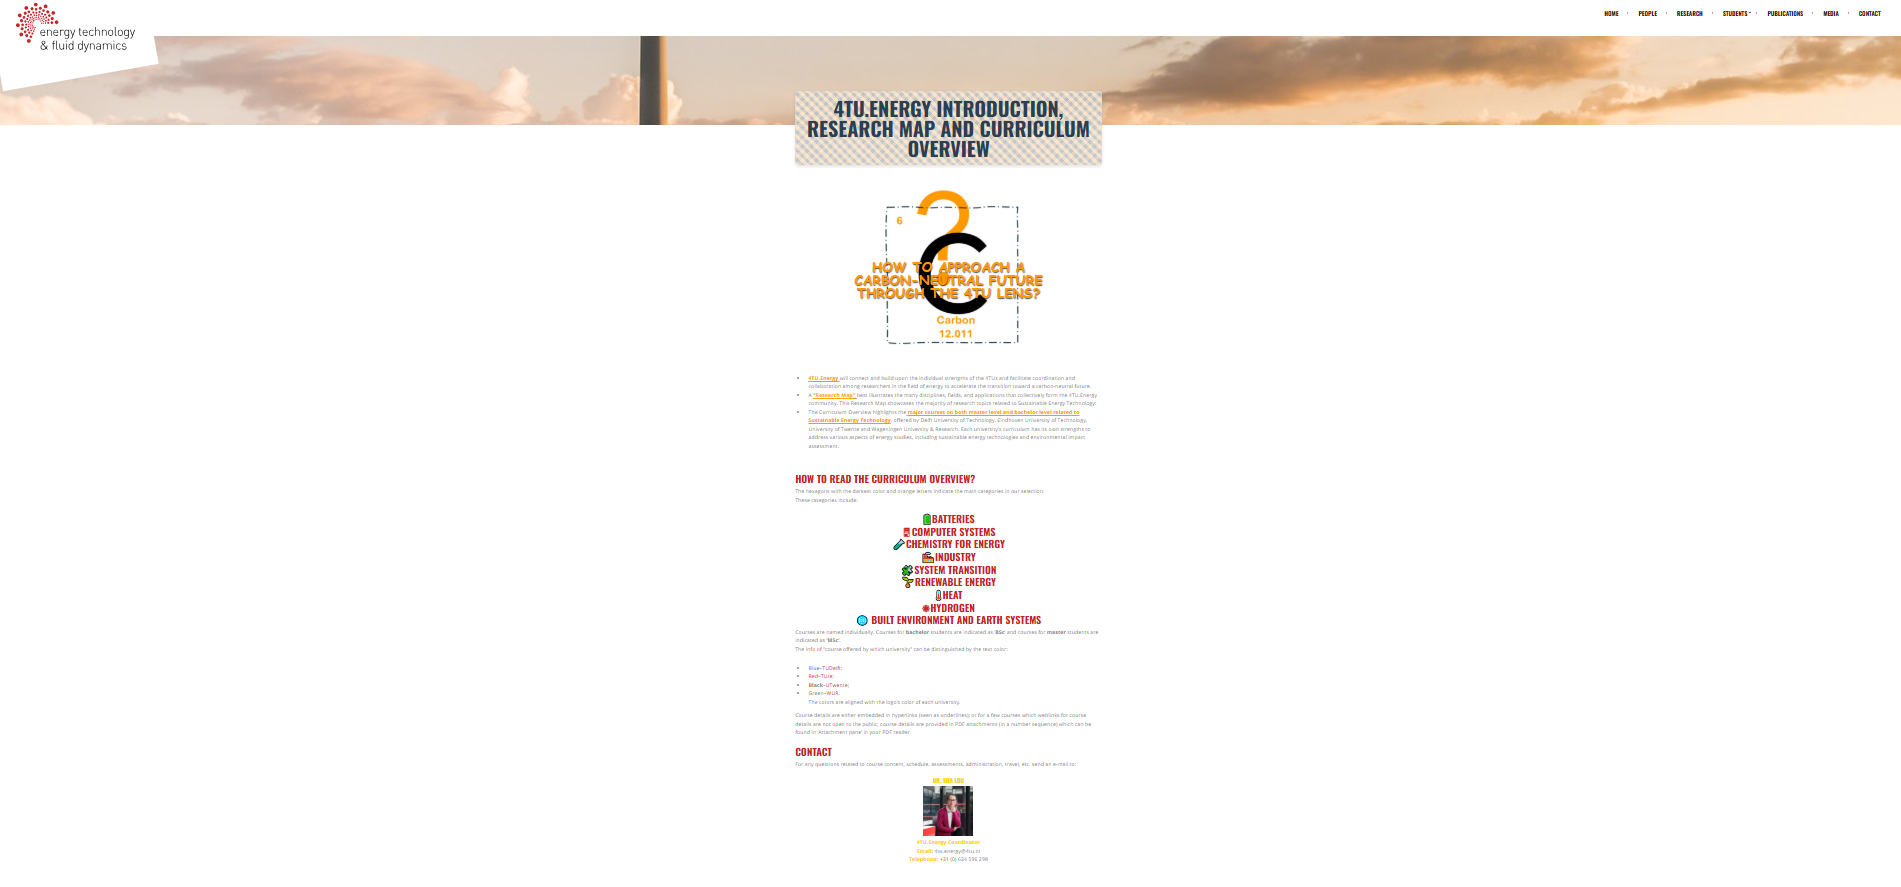 energy technology
& fluid dynamics
HOME
PEOPLE
RESEARCH
STUDENTS
PUBLICATIONS
MEDIA
CONTACT
4TU.ENERGY INTRODUCTION,
RESEARCH MAP AND CURRICULUM
OVERVIEW
6
HOW TO APPROACH A
CARBON-NEUTRAL FUTURE
THROUGH THE 4TU LENS?
C
Carbon
12.011
4TU.Energy will connect and build upon the individual strengths of the 4TUs and facilitate coordination and
collaboration among researchers in the field of energy to accelerate the transition toward a carbon-neutral future.
A "Research Map" best illustrates the many disciplines, fields, and applications that collectively form the 4TU.Energy
community. This Research Map showcases the majority of research topics related to Sustainable Energy Technology;
The Curriculum Overview highlights the major courses on both master level and bachelor level related to
Sustainable Energy Technology, offered by Delft University of Technology, Eindhoven University of Technology,
University of Twente and Wageningen University & Research. Each university's curriculum has its own strengths to
address various aspects of energy studies, including sustainable energy technologies and environmental impact
assessment.
HOW TO READ THE CURRICULUM OVERVIEW?
The hexagons with the darkest color and orange letters indicate the main categories in our selection:
These categories include:
BATTERIES
COMPUTER SYSTEMS
CHEMISTRY FOR ENERGY
INDUSTRY
SYSTEM TRANSITION
RENEWABLE ENERGY
HEAT
HYDROGEN
BUILT ENVIRONMENT AND EARTH SYSTEMS
Courses are named individually. Courses for bachelor students are indicated as 'BSc' and courses for master students are
indicated as 'MSc'.
The info of "course offered by which university" can be distinguished by the text color:
Blue–TUDelft;
Red–TU/e;
Black–UTwente;
Green–WUR.
The colors are aligned with the logo's color of each university.
Course details are either embedded in hyperlinks (seen as underlines); or for a few courses which weblinks for course
details are not open to the public, course details are provided in PDF attachments (in a number sequence) which can be
found in 'Attachment pane' in your PDF reader.
CONTACT
For any questions related to course content, schedule, assessments, administration, travel, etc. send an e-mail to:
DR. SHA LOU
4TU.Energy Coordinator
Email: 4tu.energy@4tu.nl
Telephone: +31 (0) 634 596 298